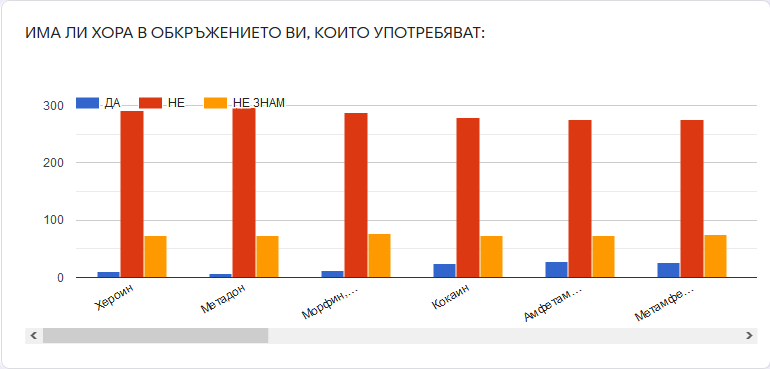 ИМА ЛИ ХОРА В ОБКРЪЖЕНИЕТО ВИ, КОИТО УПОТРЕБЯВАТ:
ДА НЕ НЕ ЗНАМ
300
200
100
0
Хероин Метадон Морфин,... Кокаин Амфетам... Метамфе...